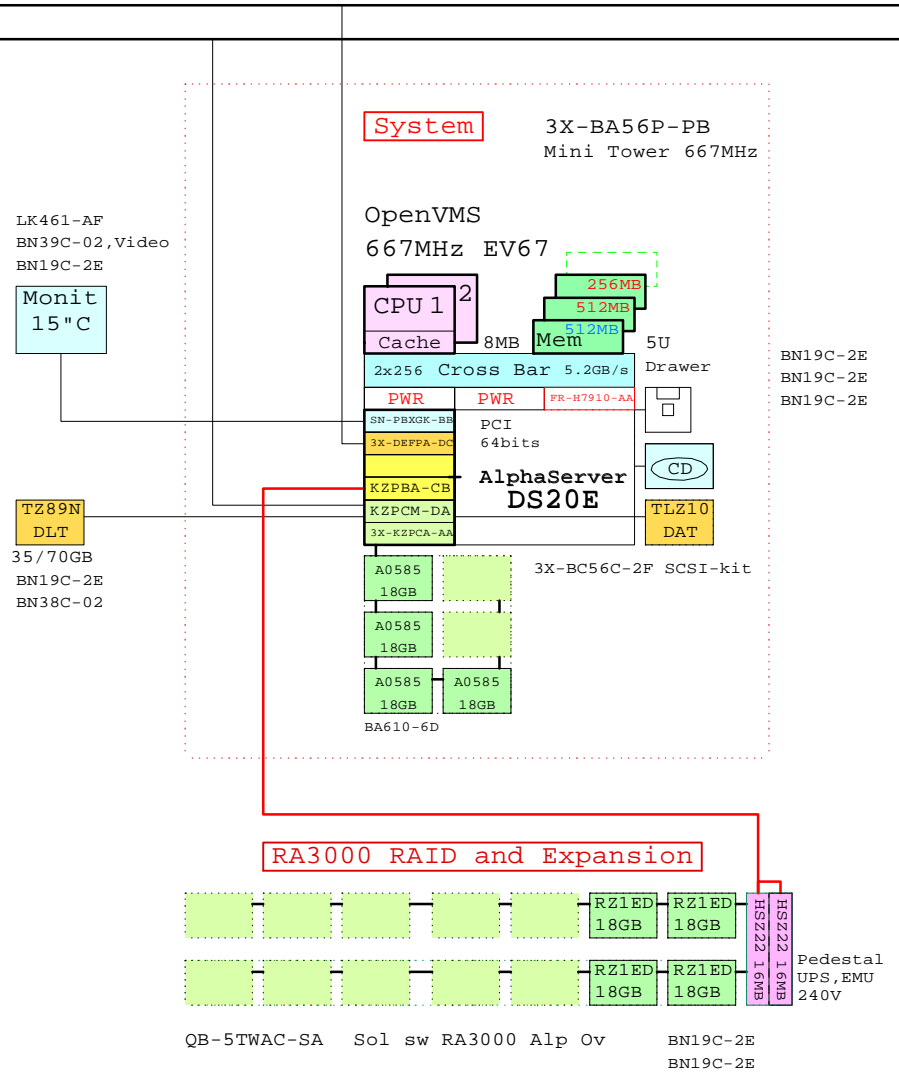 System
3X-BA56P-PB
Mini Tower 667MHz
OpenVMS
667MHz EV67
LK461-AF
BN39C-02,Video
BN19C-2E
Monit
15"C
CPU 1
2
Cache
8MB
256MB
512MB
512MB
Mem
5U
Drawer
2x256 Cross Bar 5.2GB/s
PWR
PWR
FR-H7910-AA
BN19C-2E
BN19C-2E
BN19C-2E
SN-PBXGK-BB
3X-DEFPA-DC
KZPBA-CB
KZPCM-DA
3X-KZPCA-AA
PCI
64bits
AlphaServer
DS20E
CD
TZ89N
DLT
35/70GB
BN19C-2E
BN38C-02
TLZ10
DAT
3X-BC56C-2F SCSI-kit
A0585
18GB
A0585
18GB
A0585
18GB
A0585
18GB
BA610-6D
RA3000 RAID and Expansion
RZ1ED
18GB
RZ1ED
18GB
RZ1ED
18GB
RZ1ED
18GB
HSZ22 16MB
HSZ22 16MB
Pedestal
UPS,EMU
240V
QB-5TWAC-SA Sol sw RA3000 Alp Ov
BN19C-2E
BN19C-2E